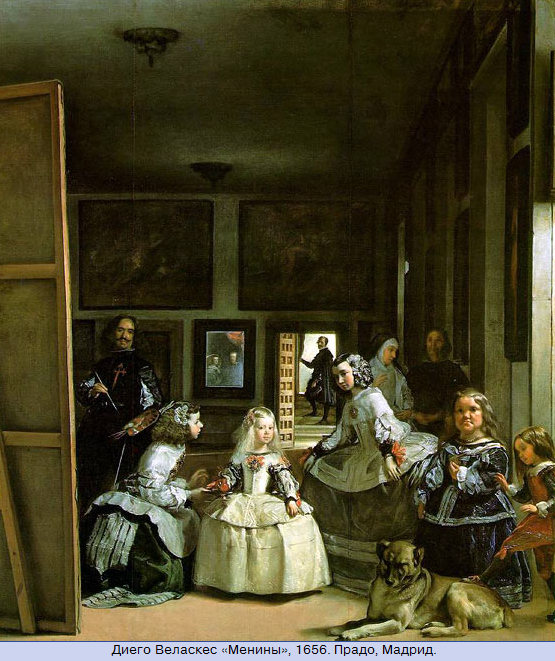 Диего Веласкес «Менины», 1656. Прадо, Мадрид.